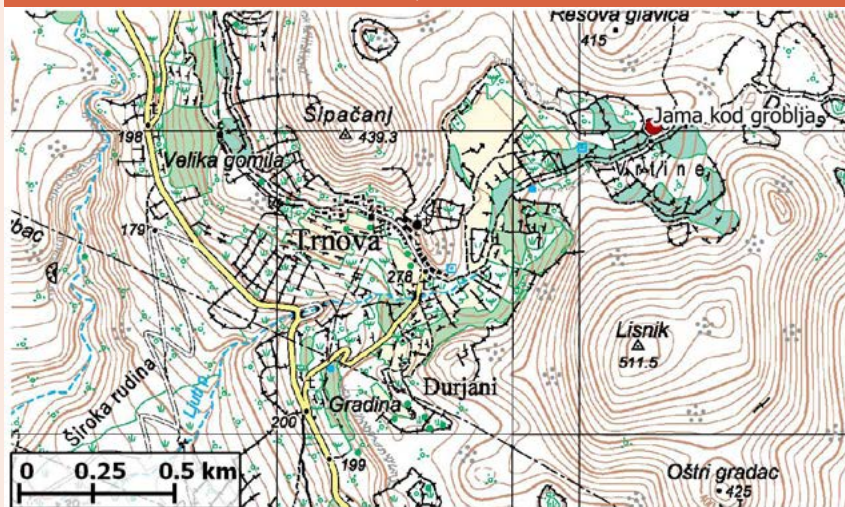 Resova glavica
415
Jama kod groblja
Šipačanj
439.3
198
Velika gomila
Vrtine
179
Trnova
278
Lisnik
511.5
Široka rudina
Ljuti p.
Durjani
Gradina
200
199
Oštri gradac
425
0 0.25 0.5 km